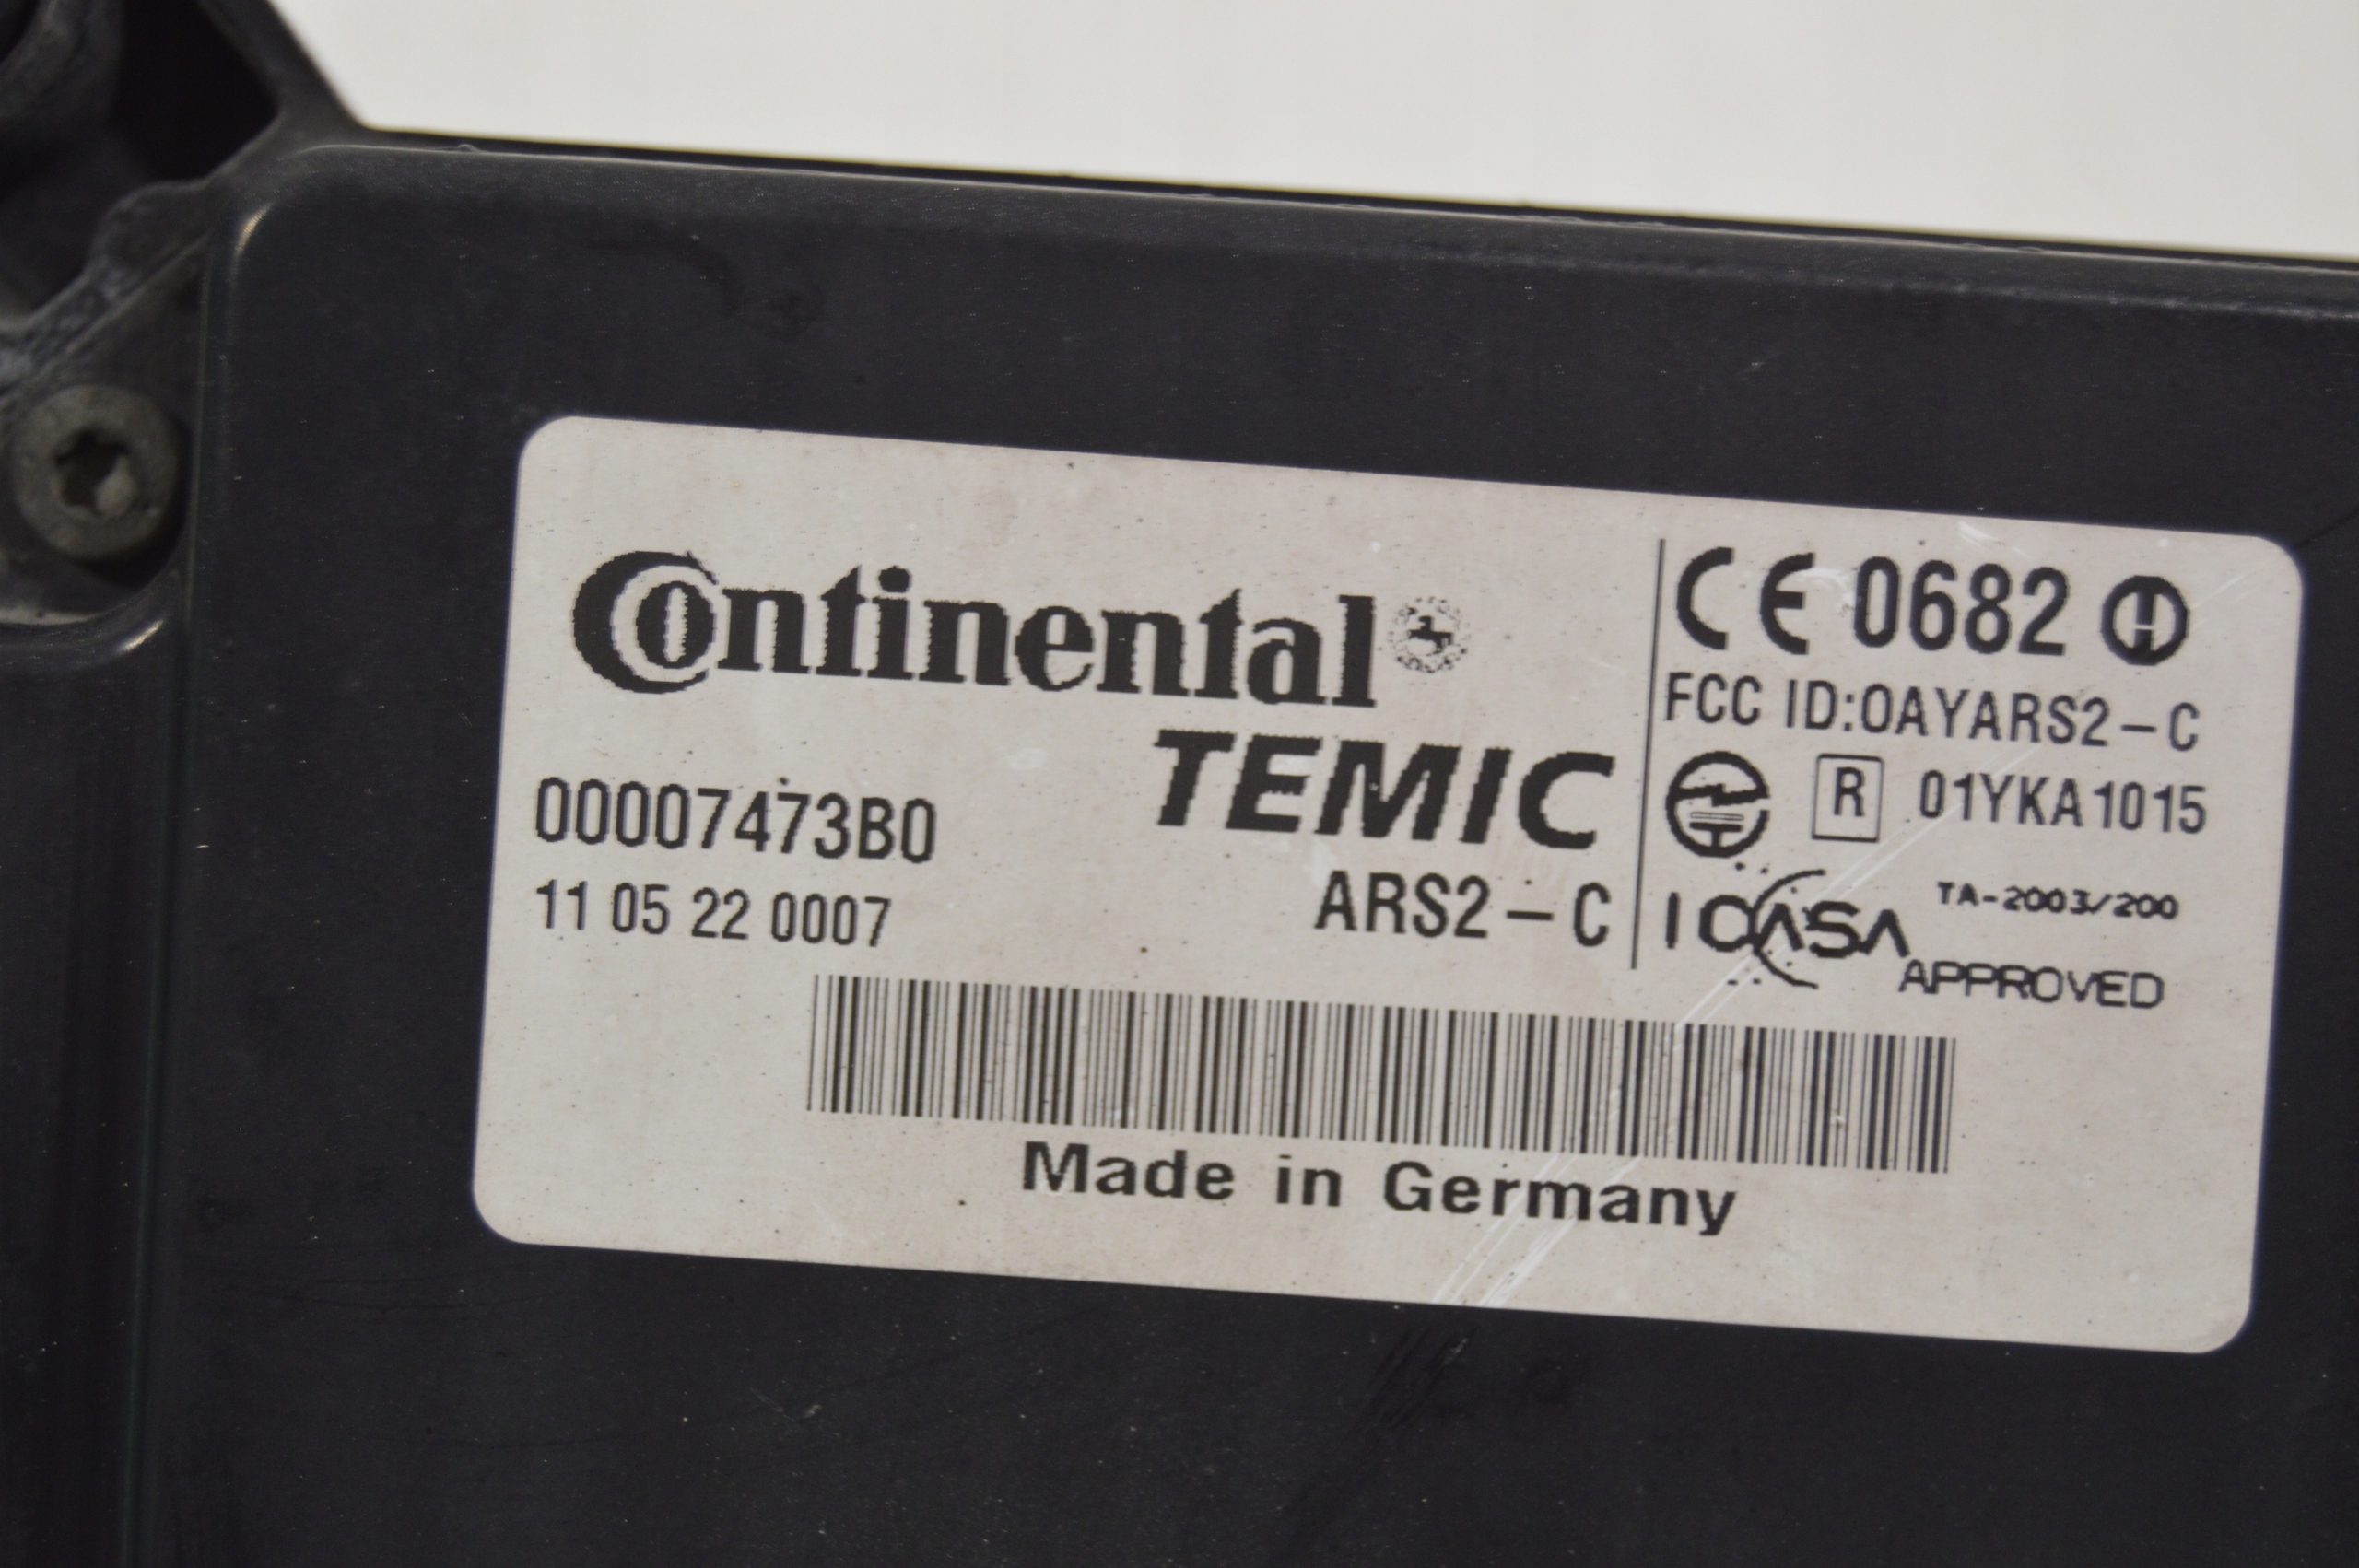 Continental
TEMIC
00007473B0
11 05 22 0007
ARS2-C
CE 0682
FCC ID:OAYARS2-C
R 01YKA1015
ICASA TA-2003/200
APPROVED
Made in Germany